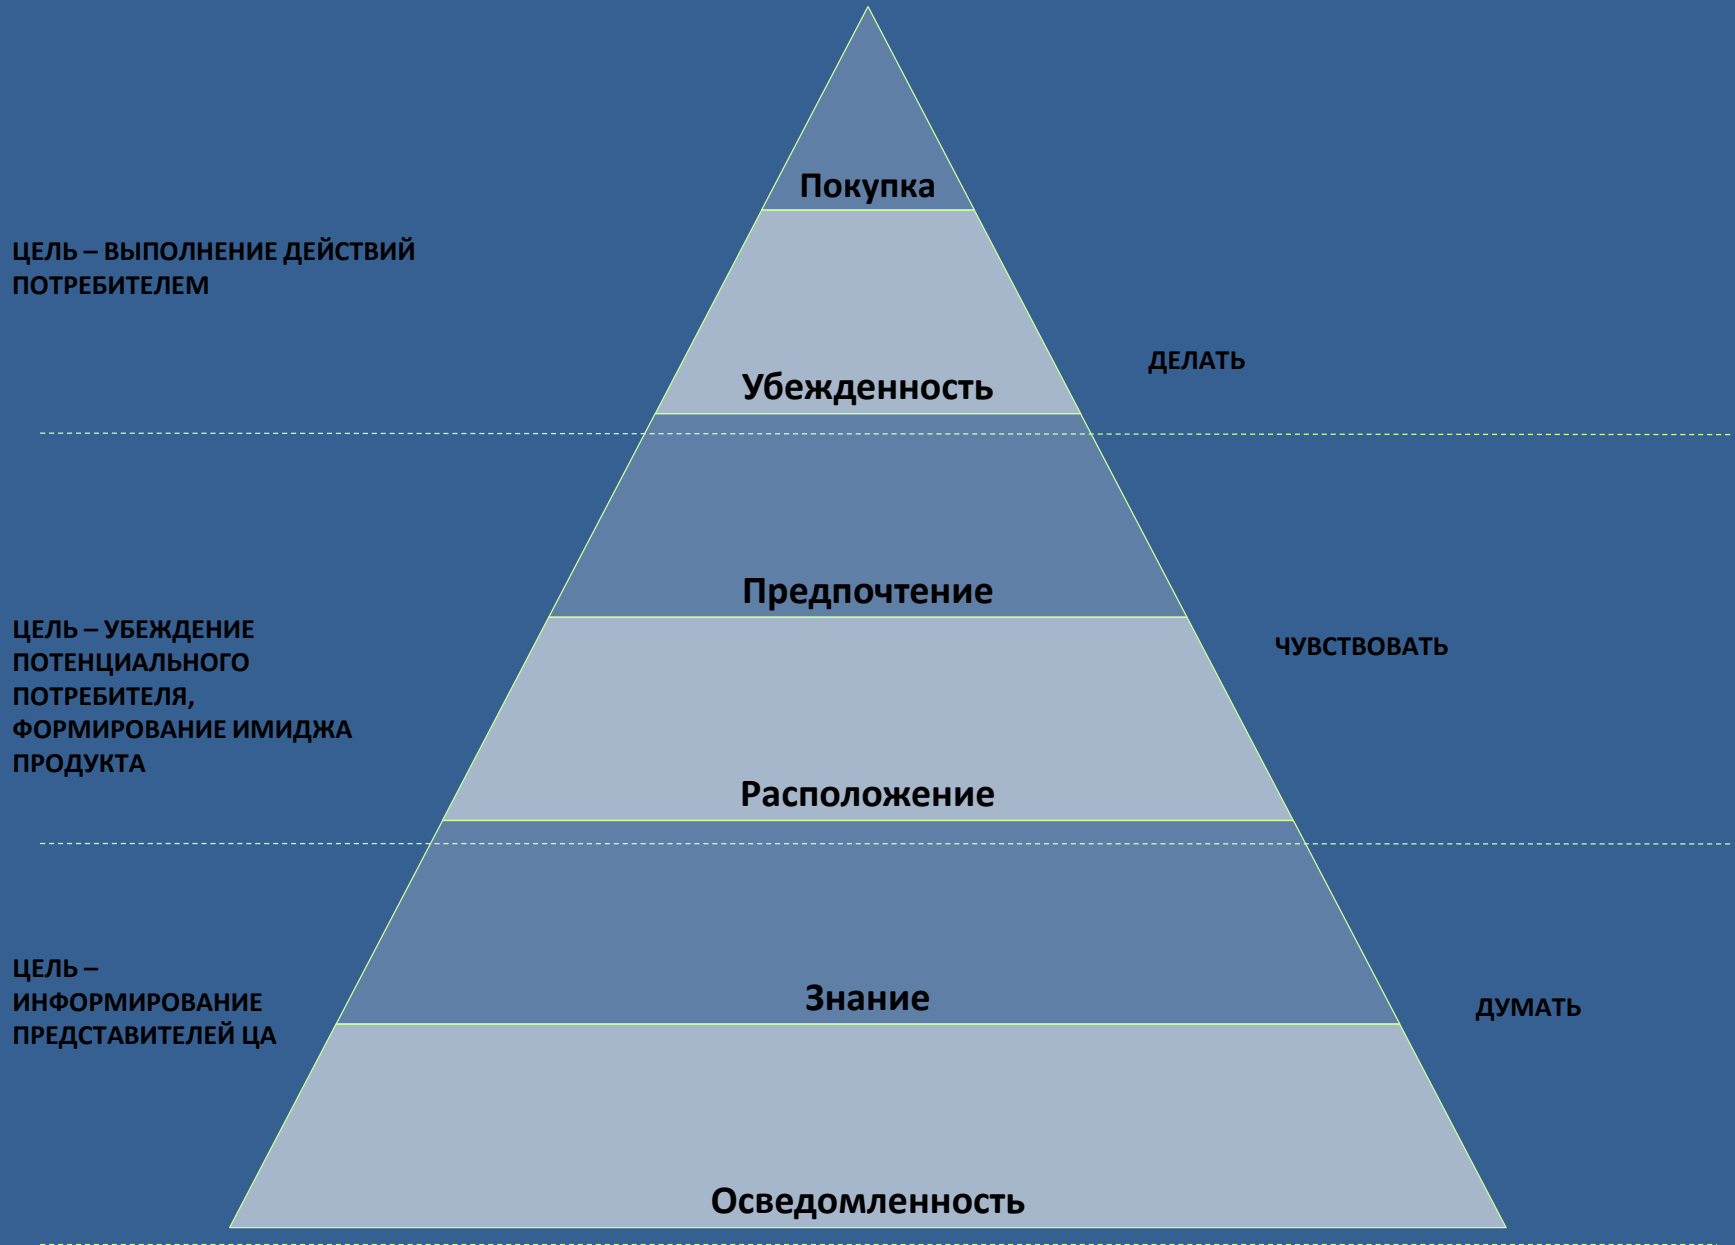 Покупка
ЦЕЛЬ – ВЫПОЛНЕНИЕ ДЕЙСТВИЙ
ПОТРЕБИТЕЛЕМ
ДЕЛАТЬ
Убежденность
Предпочтение
ЦЕЛЬ – УБЕЖДЕНИЕ
ПОТЕНЦИАЛЬНОГО
ПОТРЕБИТЕЛЯ,
ФОРМИРОВАНИЕ ИМИДЖА
ПРОДУКТА
ЧУВСТВОВАТЬ
Расположение
ЦЕЛЬ –
ИНФОРМИРОВАНИЕ
ПРЕДСТАВИТЕЛЕЙ ЦА
Знание
ДУМАТЬ
Осведомленность